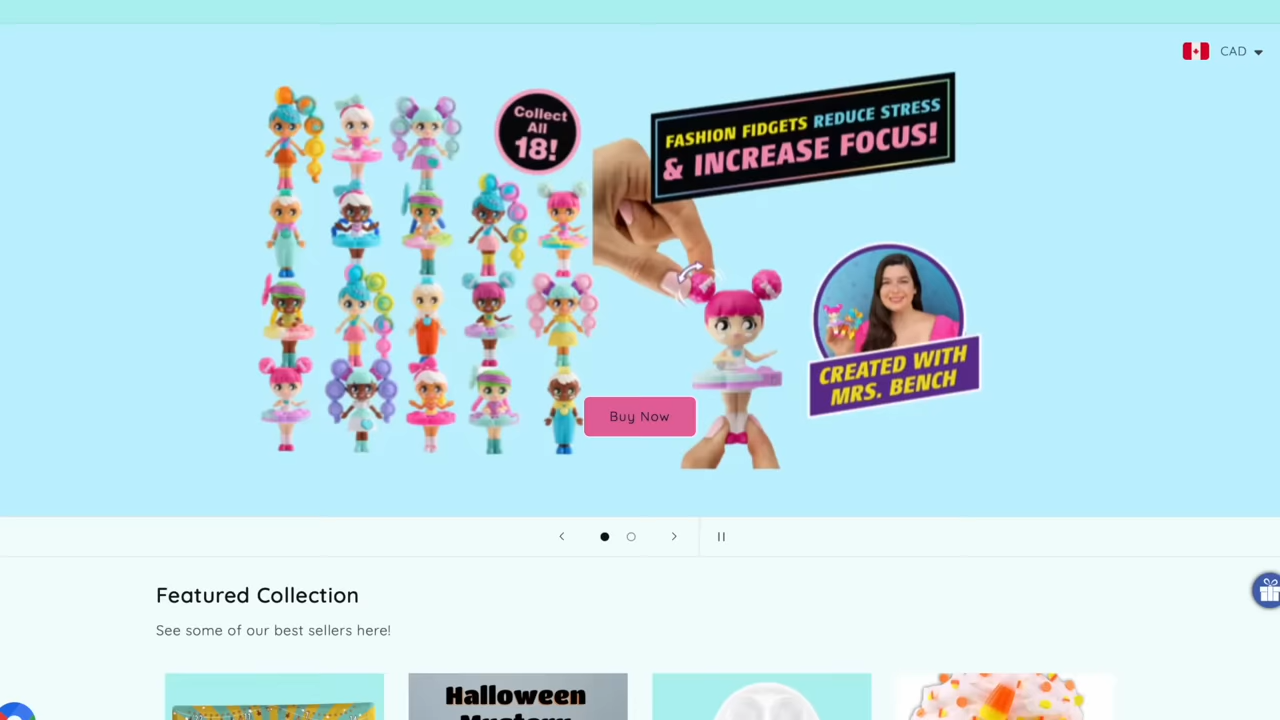 CAD
Collect
All
18!
FASHION FIDGETS REDUCE STRESS
& INCREASE FOCUS!
CREATED WITH
MRS. BENCH
Buy Now
Featured Collection
See some of our best sellers here!
Halloween
Mystery